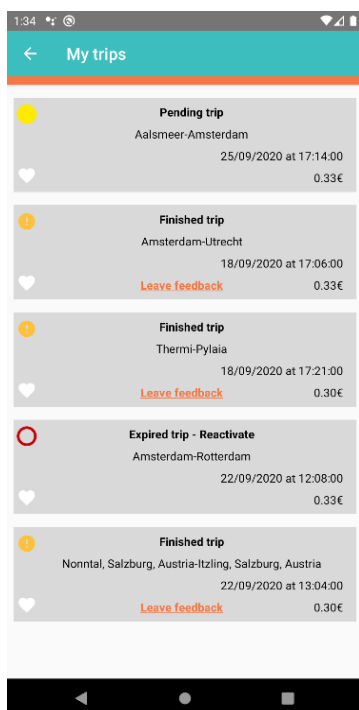 1:34
My trips
Pending trip
Aalsmeer-Amsterdam
25/09/2020 at 17:14:00
0.33€
Finished trip
Amsterdam-Utrecht
18/09/2020 at 17:06:00
Leave feedback 0.33€
Finished trip
Thermi-Pylaia
18/09/2020 at 17:21:00
Leave feedback 0.30€
Expired trip - Reactivate
Amsterdam-Rotterdam
22/09/2020 at 12:08:00
0.33€
Finished trip
Nonntal, Salzburg, Austria-Itzling, Salzburg, Austria
22/09/2020 at 13:04:00
Leave feedback 0.30€